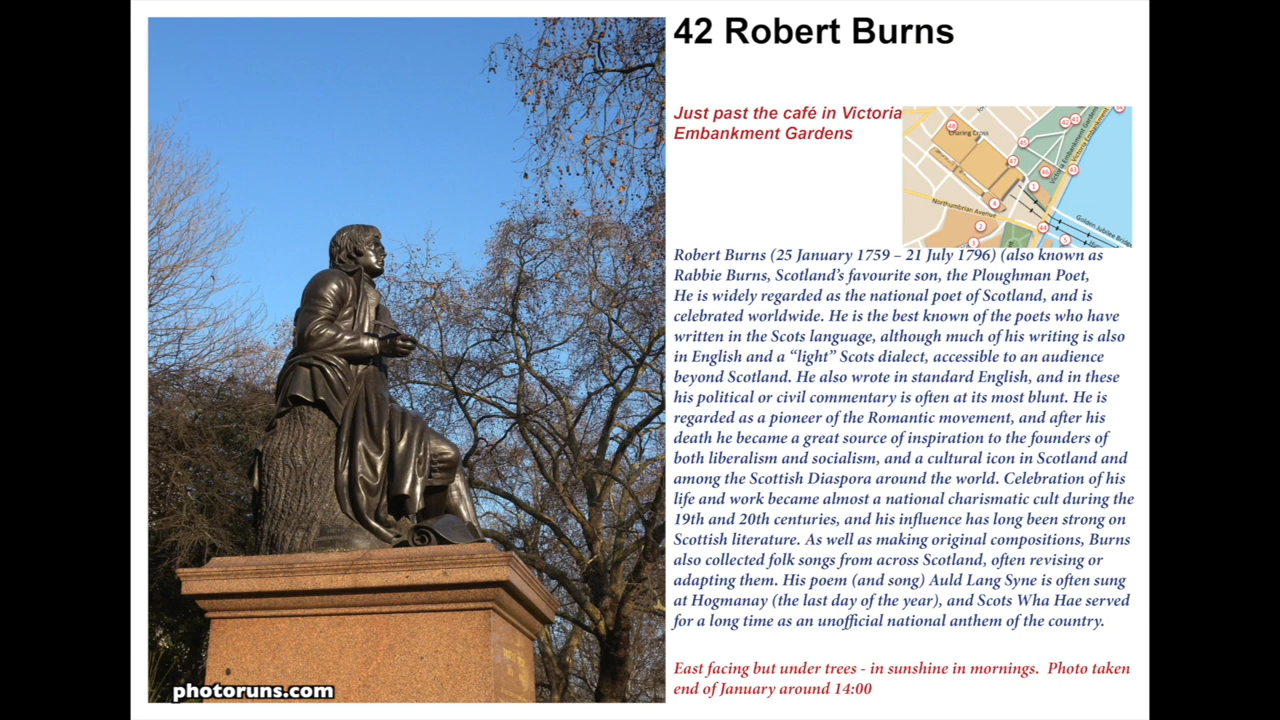 42 Robert Burns
Just past the café in Victoria
Embankment Gardens
Charing Cross
Northumbrian Avenue
Victoria Embankment Gardens
Victoria Embankment
Golden Jubilee Bridge
Robert Burns (25 January 1759 – 21 July 1796) (also known as
Rabbie Burns, Scotland's favourite son, the Ploughman Poet,
He is widely regarded as the national poet of Scotland, and is
celebrated worldwide. He is the best known of the poets who have
written in the Scots language, although much of his writing is also
in English and a “light” Scots dialect, accessible to an audience
beyond Scotland. He also wrote in standard English, and in these
his political or civil commentary is often at its most blunt. He is
regarded as a pioneer of the Romantic movement, and after his
death he became a great source of inspiration to the founders of
both liberalism and socialism, and a cultural icon in Scotland and
among the Scottish Diaspora around the world. Celebration of his
life and work became almost a national charismatic cult during the
19th and 20th centuries, and his influence has long been strong on
Scottish literature. As well as making original compositions, Burns
also collected folk songs from across Scotland, often revising or
adapting them. His poem (and song) Auld Lang Syne is often sung
at Hogmanay (the last day of the year), and Scots Wha Hae served
for a long time as an unofficial national anthem of the country.
East facing but under trees - in sunshine in mornings. Photo taken
end of January around 14:00
photoruns.com